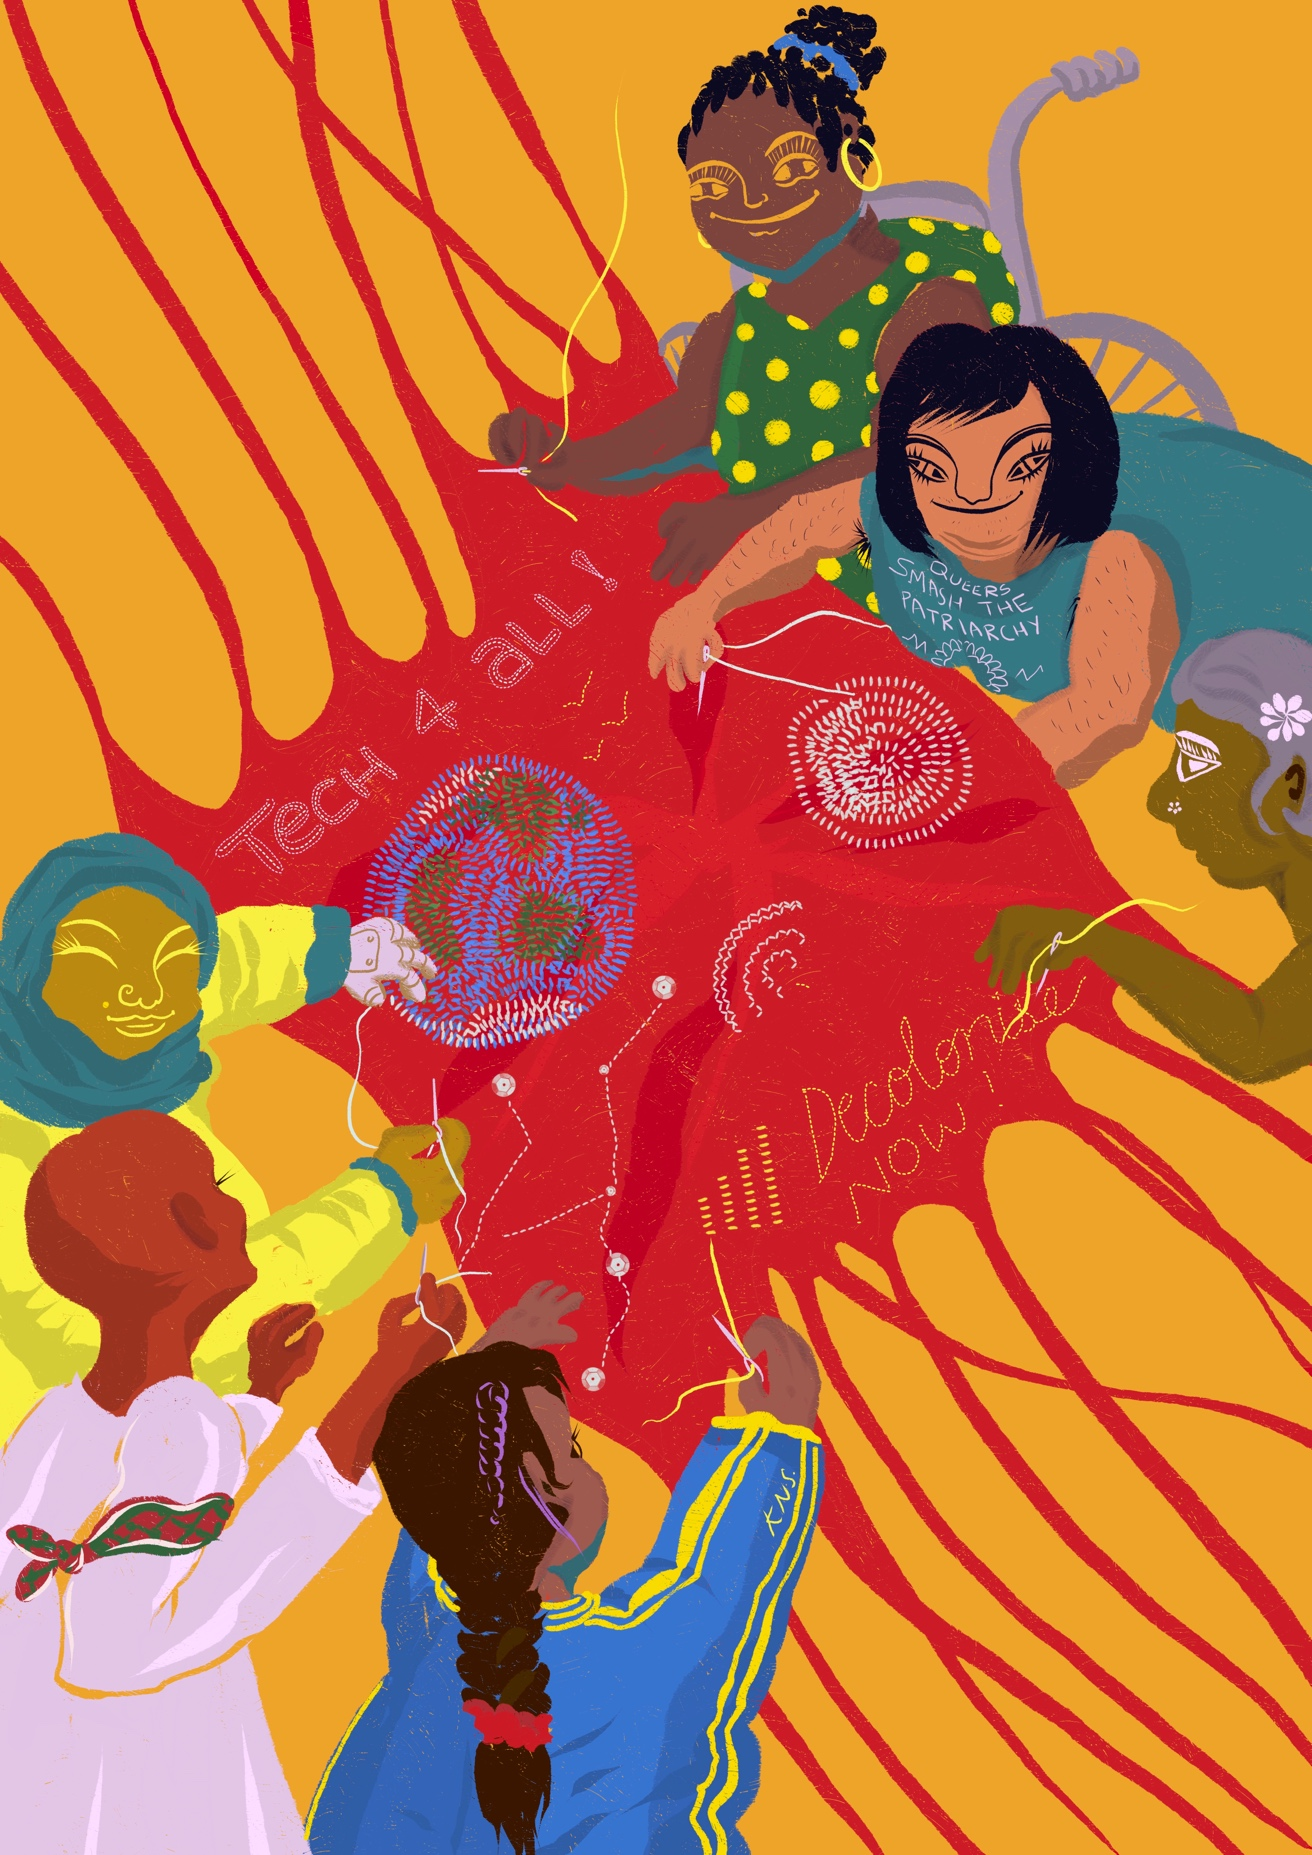 TECH 4 aLL!
QUEERS
SMASH THE
PATRIARCHY
Decolonise
NOW!
K.N.S.